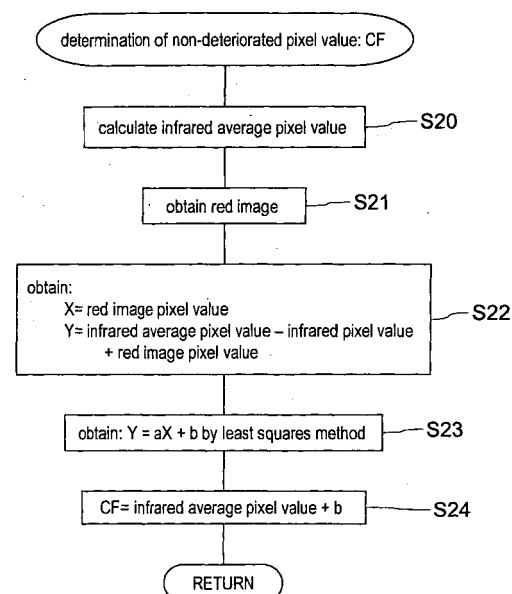 determination of non-deteriorated pixel value: CF
calculate infrared average pixel value
S20
obtain red image
S21
obtain:
X= red image pixel value
Y= infrared average pixel value – infrared pixel value
+ red image pixel value
S22
obtain: Y = aX + b by least squares method
S23
CF= infrared average pixel value + b
S24
RETURN